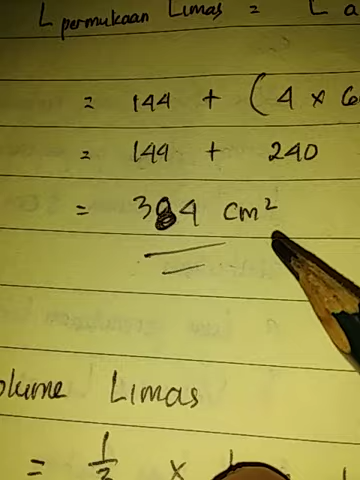 L permukaan Limas = L a
= 144 + ( 4 × 6
= 144 + 240
= 384 cm²
olume Limas
= 1/3 ×